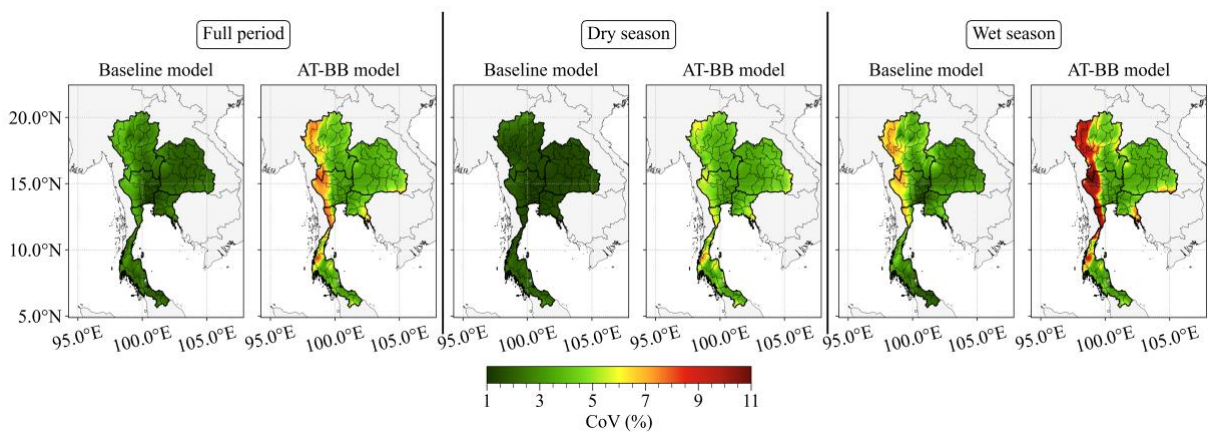 Full period
Dry season
Wet season
Baseline model
AT-BB model
Baseline model
AT-BB model
Baseline model
AT-BB model
20.0°N
15.0°N
10.0°N
5.0°N
95.0°E 100.0°E 105.0°E
95.0°E 100.0°E 105.0°E
95.0°E 100.0°E 105.0°E
95.0°E 100.0°E 105.0°E
95.0°E 100.0°E 105.0°E
95.0°E 100.0°E 105.0°E
1 3 5 7 9 11
CoV (%)